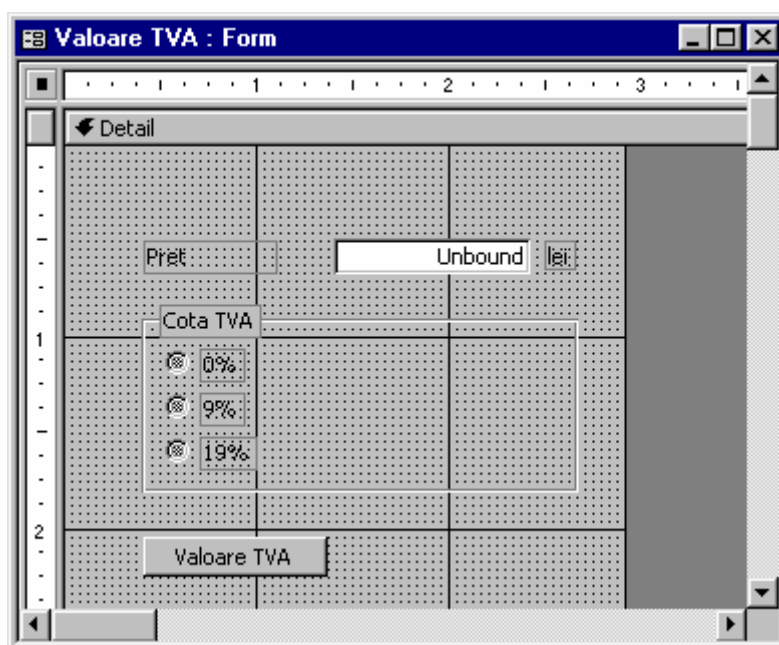 Valoare TVA : Form
1 2 3
Detail
Pret Unbound lei
Cota TVA
1
0%
9%
19%
2
Valoare TVA